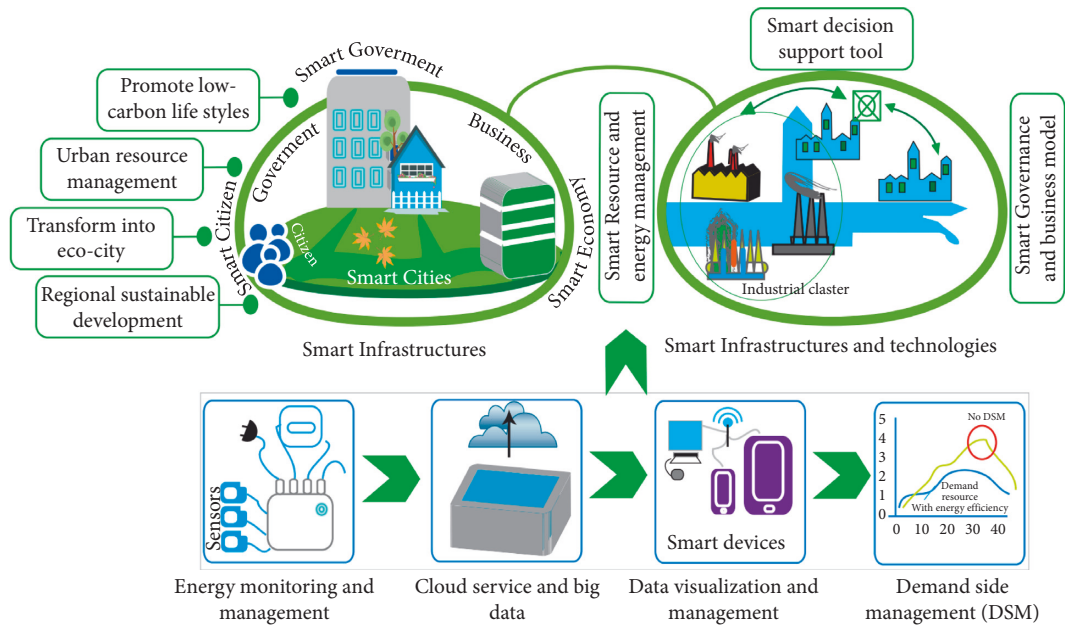 Smart Goverment
Promote low-
carbon life styles
Urban resource
management
Transform into
eco-city
Regional sustainable
development
Smart Citizen
Goverment
Business
Smart Economy
Citizen
Smart Cities
Smart Infrastructures
Smart decision
support tool
Smart Resource and
energy management
Industrial claster
Smart Governance
and business model
Smart Infrastructures and technologies
Sensors
Energy monitoring and
management
Cloud service and big
data
Smart devices
Data visualization and
management
No DSM
5
4
3
2
1
0
Demand
resource
With energy efficiency
0
10
20
30
40
Demand side
management (DSM)